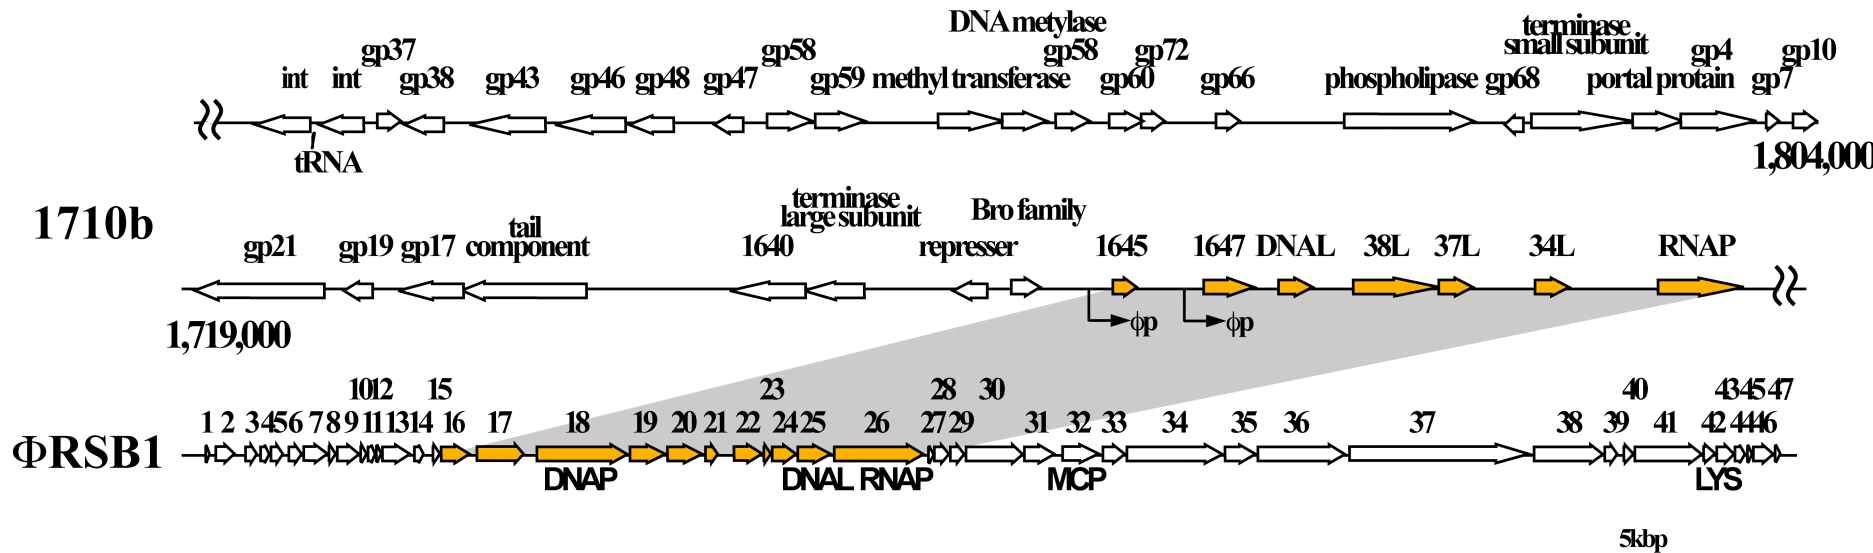 DNA metylase terminase
gp58 gp58 gp72 small subunit gp4 gp10
gp37
int int gp38 gp43 gp46 gp48 gp47 gp59 methyl transferase gp60 gp66 phospholipase gp68 portal protain gp7
tRNA 1,804,000
1710b
terminase
large subunit Bro family
tail
gp21 gp19 gp17 component 1640 represser 1645 1647 DNAL 38L 37L 34L RNAP
ϕp ϕp
1,719,000
10 12 15 23 28 30 40 43 45 47
1 2 3 4 5 6 7 8 9 11 13 14 16 17 18 19 20 21 22 24 25 26 27 29 31 32 33 34 35 36 37 38 39 41 42 44 46
ΦRSB1
DNAP DNAL RNAP MCP LYS
5kbp